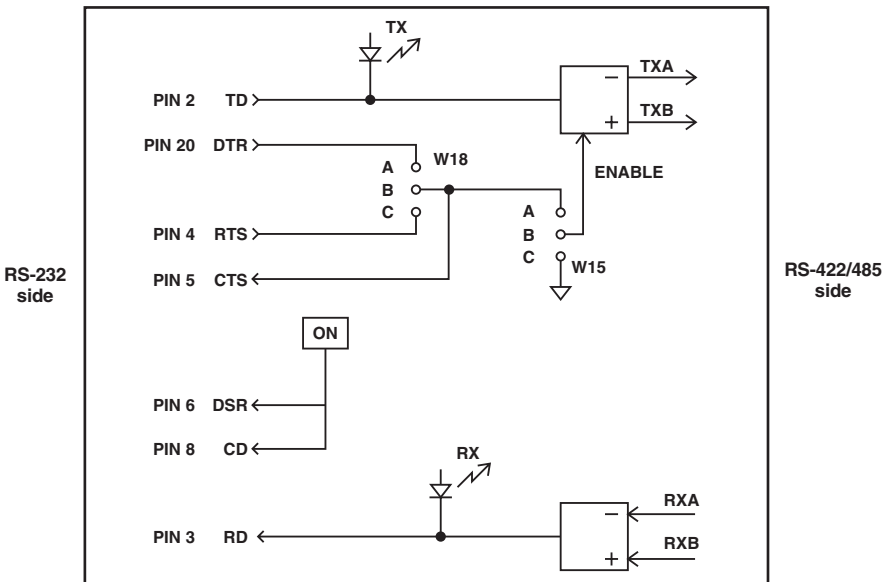 TX
TXA
PIN 2 TD
TXB
PIN 20 DTR
W18
A
ENABLE
B
C
A
PIN 4 RTS
B
C
W15
PIN 5 CTS
RS-232
side
RS-422/485
side
ON
PIN 6 DSR
PIN 8 CD
RX
RXA
PIN 3 RD
RXB